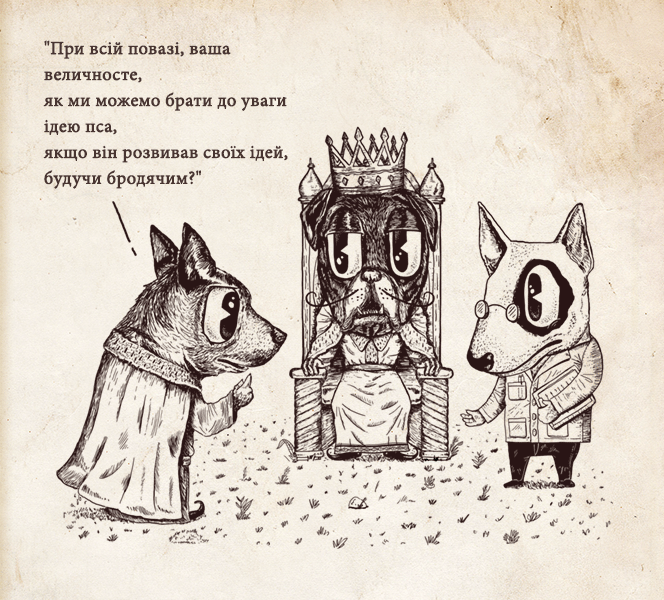 "При всій повазі, ваша
величносте,
як ми можемо брати до уваги
ідею пса,
якщо він розвивав своїх ідей,
будучи бродячим?"